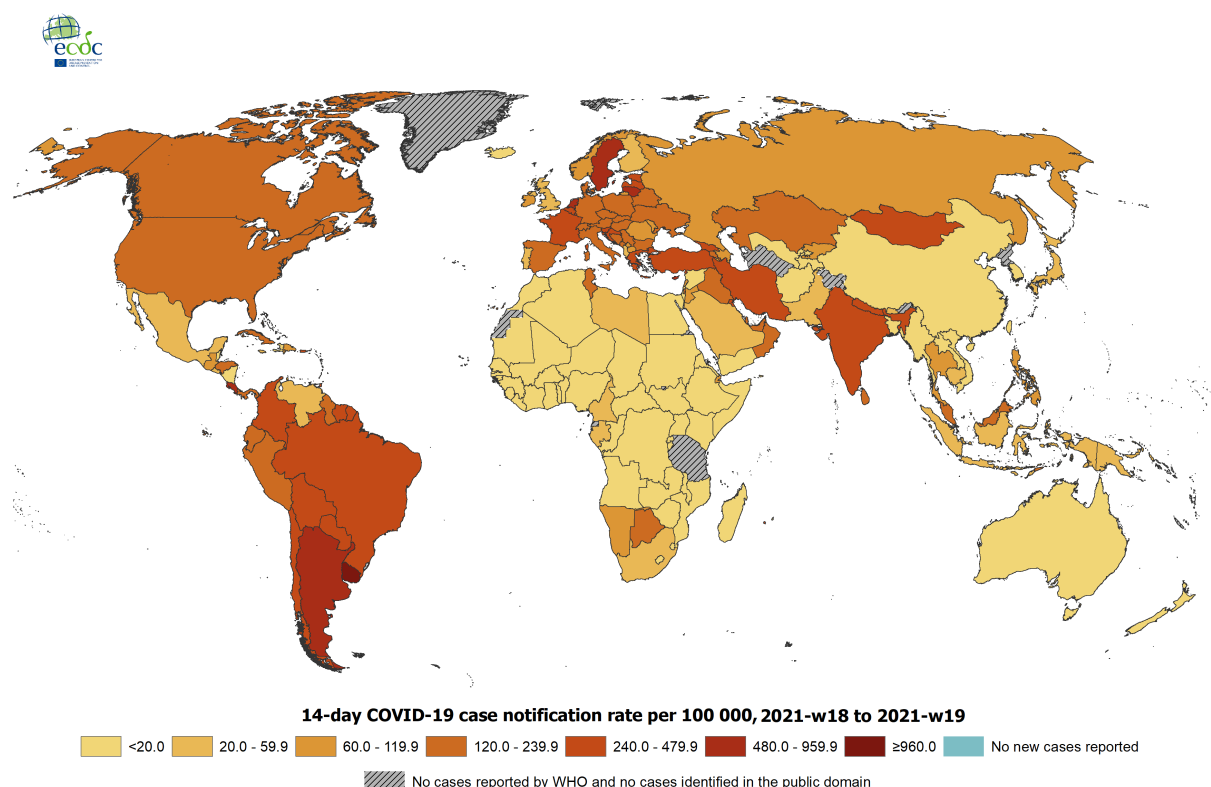 ecdc
14-day COVID-19 case notification rate per 100 000, 2021-w18 to 2021-w19
<20.0 20.0 - 59.9 60.0 - 119.9 120.0 - 239.9 240.0 - 479.9 480.0 - 959.9 ≥960.0 No new cases reported
No cases reported by WHO and no cases identified in the public domain